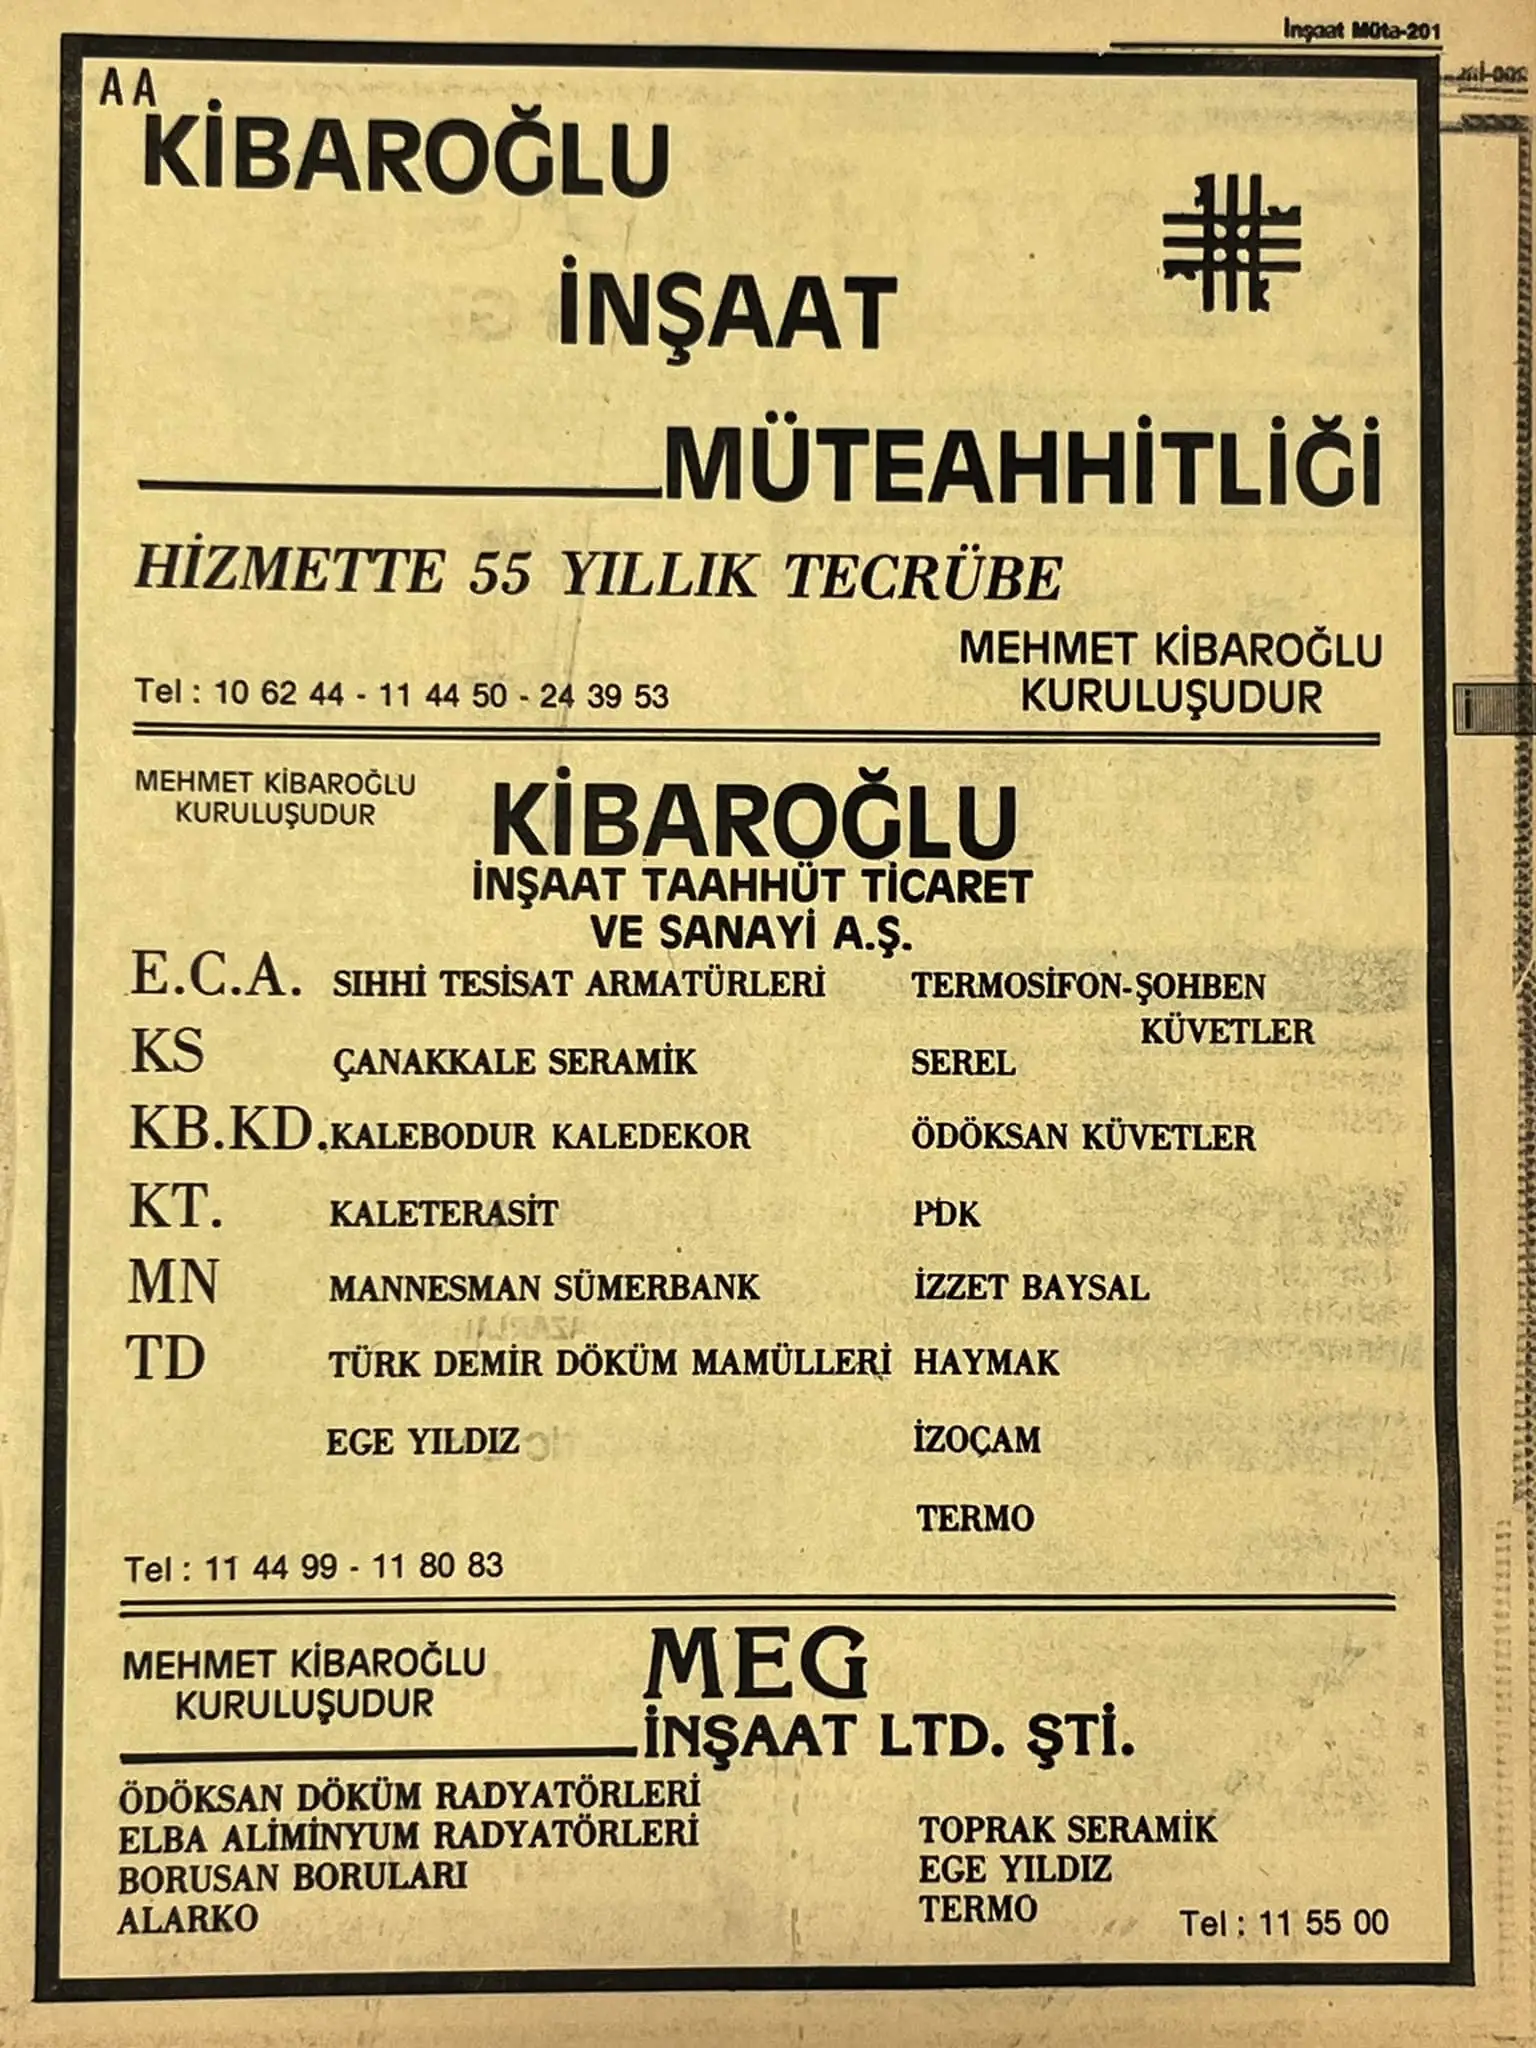 İnşaat Müta-201
AA
KİBAROĞLU
İNŞAAT
MÜTEAHHİTLİĞİ
HİZMETTE 55 YILLIK TECRÜBE
MEHMET KİBAROĞLU
KURULUŞUDUR
Tel : 10 62 44 - 11 44 50 - 24 39 53
İ
MEHMET KİBAROĞLU
KURULUŞUDUR
KİBAROĞLU
İNŞAAT TAAHHÜT TİCARET
VE SANAYİ A.Ş.
E.C.A. SIHHİ TESİSAT ARMATÜRLERİ TERMOSİFON-ŞOHBEN
KÜVETLER
KS ÇANAKKALE SERAMİK SEREL
KB.KD. KALEBODUR KALEDEKOR ÖDÖKSAN KÜVETLER
KT. KALETERASİT PDK
MN MANNESMAN SÜMERBANK İZZET BAYSAL
TD TÜRK DEMİR DÖKÜM MAMÜLLERİ HAYMAK
EGE YILDIZ İZOÇAM
TERMO
Tel : 11 44 99 - 11 80 83
MEHMET KİBAROĞLU
KURULUŞUDUR
MEG
İNŞAAT LTD. ŞTİ.
ÖDÖKSAN DÖKÜM RADYATÖRLERİ
ELBA ALİMİNYUM RADYATÖRLERİ
BORUSAN BORULARI
ALARKO
TOPRAK SERAMİK
EGE YILDIZ
TERMO
Tel : 11 55 00